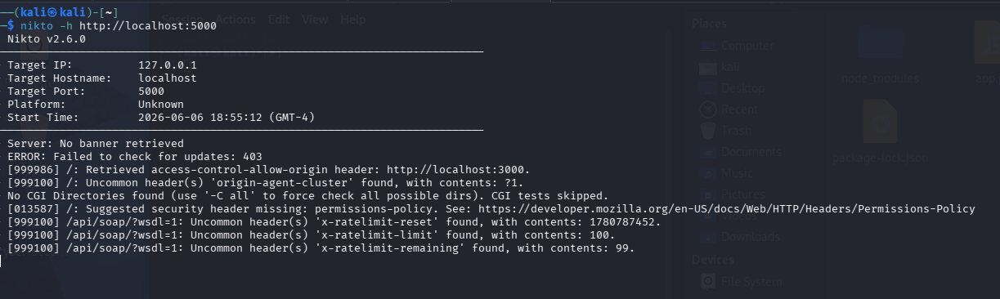 Session Actions Edit View Help
──(kali㉿kali)-[~]
─$ nikto -h http://localhost:5000
- Nikto v2.6.0
- Target IP: 127.0.0.1
- Target Hostname: localhost
- Target Port: 5000
- Platform: Unknown
- Start Time: 2026-06-06 18:55:12 (GMT-4)
- Server: No banner retrieved
- ERROR: Failed to check for updates: 403
- [999986] /: Retrieved access-control-allow-origin header: http://localhost:3000.
- [999100] /: Uncommon header(s) 'origin-agent-cluster' found, with contents: ?1.
- No CGI Directories found (use '-C all' to force check all possible dirs). CGI tests skipped.
- [013587] /: Suggested security header missing: permissions-policy. See: https://developer.mozilla.org/en-US/docs/Web/HTTP/Headers/Permissions-Policy
- [999100] /api/soap/?wsdl=1: Uncommon header(s) 'x-ratelimit-reset' found, with contents: 1780787452.
- [999100] /api/soap/?wsdl=1: Uncommon header(s) 'x-ratelimit-limit' found, with contents: 100.
- [999100] /api/soap/?wsdl=1: Uncommon header(s) 'x-ratelimit-remaining' found, with contents: 99.
Places
Computer
kali
Desktop
Recent
Trash
Documents
Music
Pictures
Videos
Downloads
Devices
File System
node_modules
app
package-lock.json